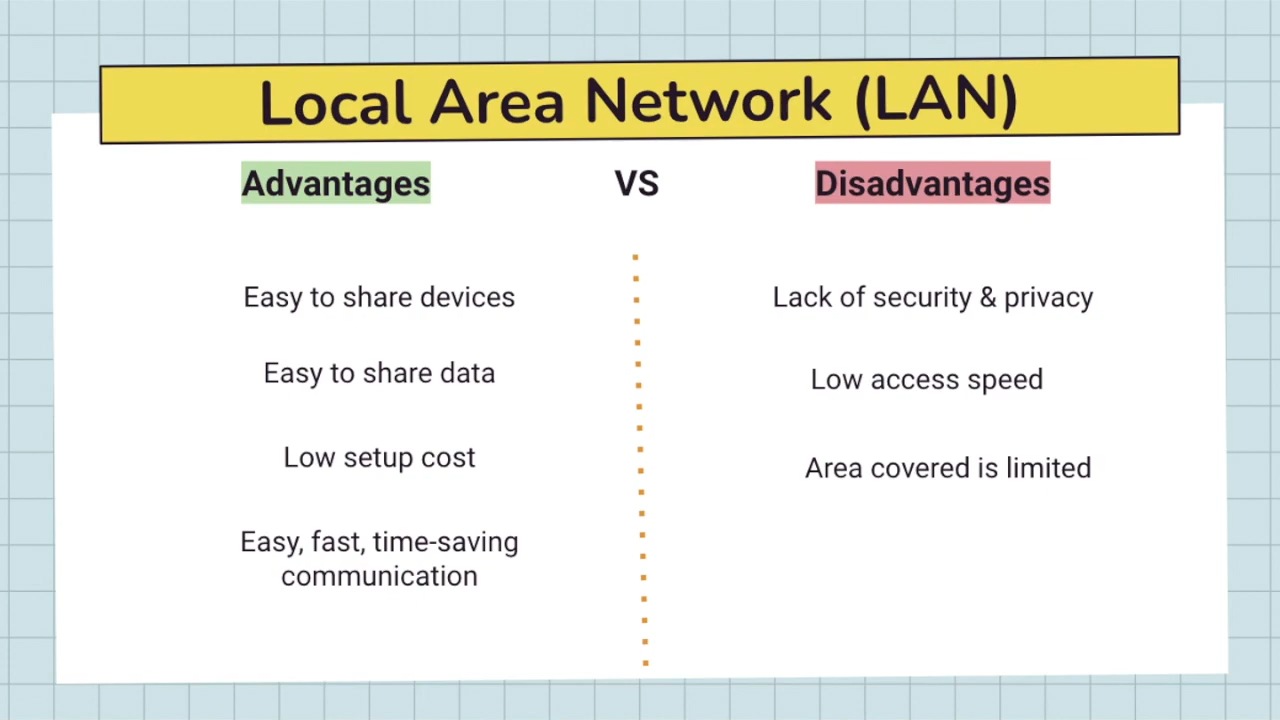 Local Area Network (LAN)
Advantages
VS
Disadvantages
Easy to share devices
Easy to share data
Low setup cost
Easy, fast, time-saving
communication
Lack of security & privacy
Low access speed
Area covered is limited